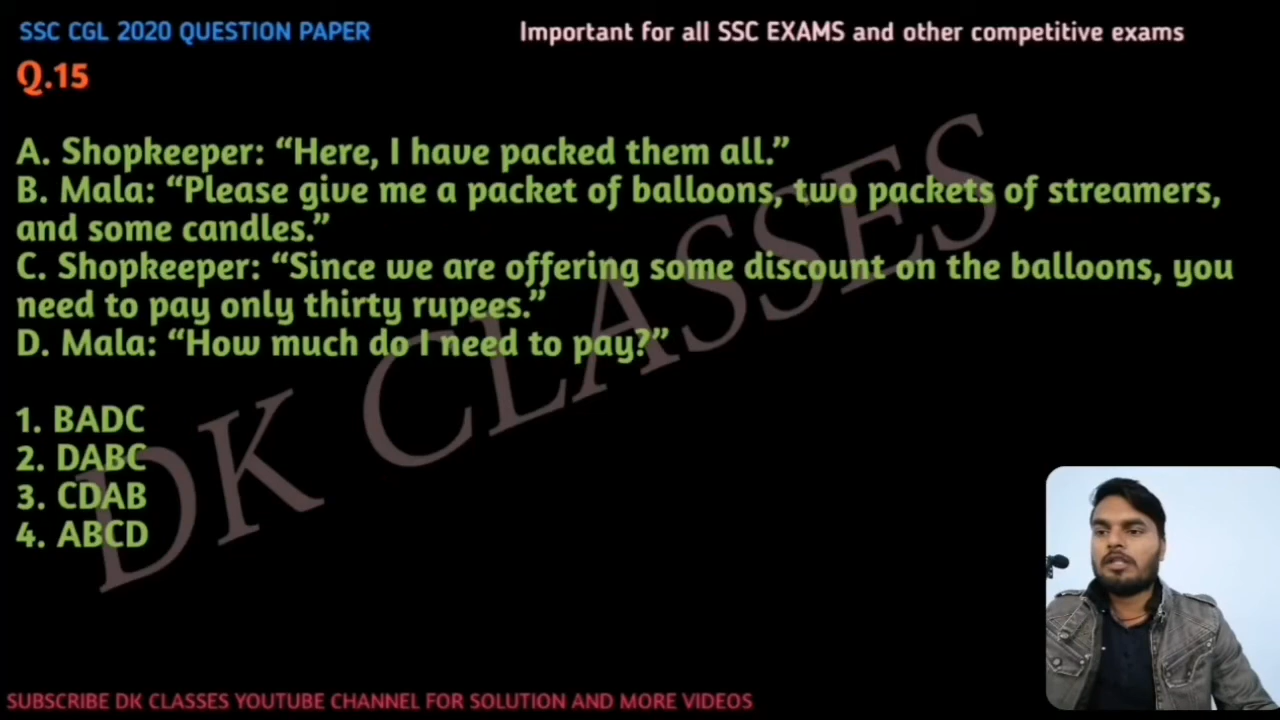 SSC CGL 2020 QUESTION PAPER
Important for all SSC EXAMS and other competitive exams
Q.15
A. Shopkeeper: “Here, I have packed them all.”
B. Mala: “Please give me a packet of balloons, two packets of streamers,
and some candles.”
C. Shopkeeper: “Since we are offering some discount on the balloons, you
need to pay only thirty rupees.”
D. Mala: “How much do I need to pay?”
1. BADC
2. DABC
3. CDAB
4. ABCD
DK CLASSES
SUBSCRIBE DK CLASSES YOUTUBE CHANNEL FOR SOLUTION AND MORE VIDEOS